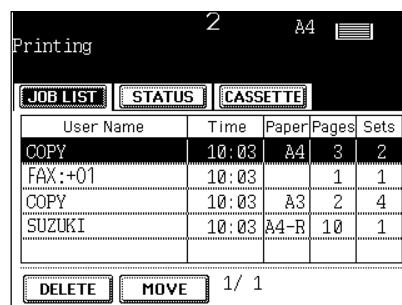 2 A4
Printing
JOB LIST STATUS CASSETTE
User Name Time Paper Pages Sets
COPY 10:03 A4 3 2
FAX:+01 10:03 1 1
COPY 10:03 A3 2 4
SUZUKI 10:03 A4-R 10 1
DELETE MOVE 1/ 1